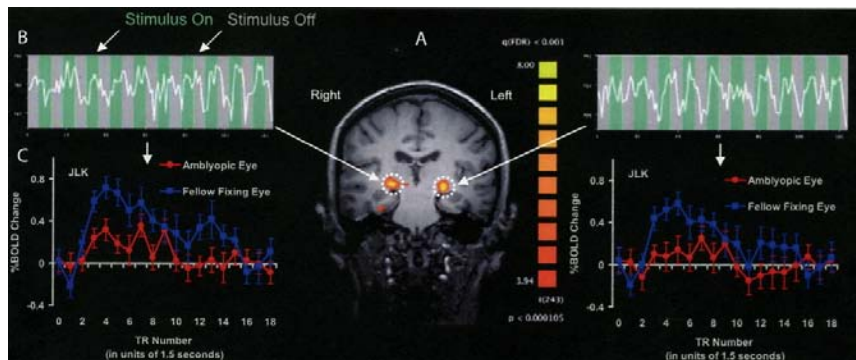 B
Stimulus On
Stimulus Off
A
q(FDR) < 0.001
8.00
Right
Left
3.94
t(243)
p < 0.000105
C
JLK
Amblyopic Eye
Fellow Fixing Eye
%BOLD Change
0.8
0.4
0
-0.4
0 2 4 6 8 10 12 14 16 18
TR Number
(in units of 1.5 seconds)
JLK
Amblyopic Eye
Fellow Fixing Eye
%BOLD Change
0.8
0.4
0
-0.4
0 2 4 6 8 10 12 14 16 18
TR Number
(in units of 1.5 seconds)